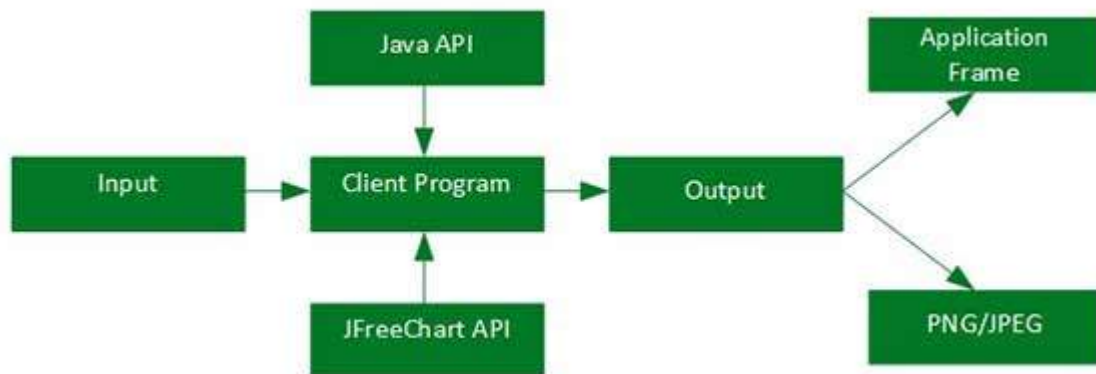 Java API
Application
Frame
Input
Client Program
Output
JFreeChart API
PNG/JPEG